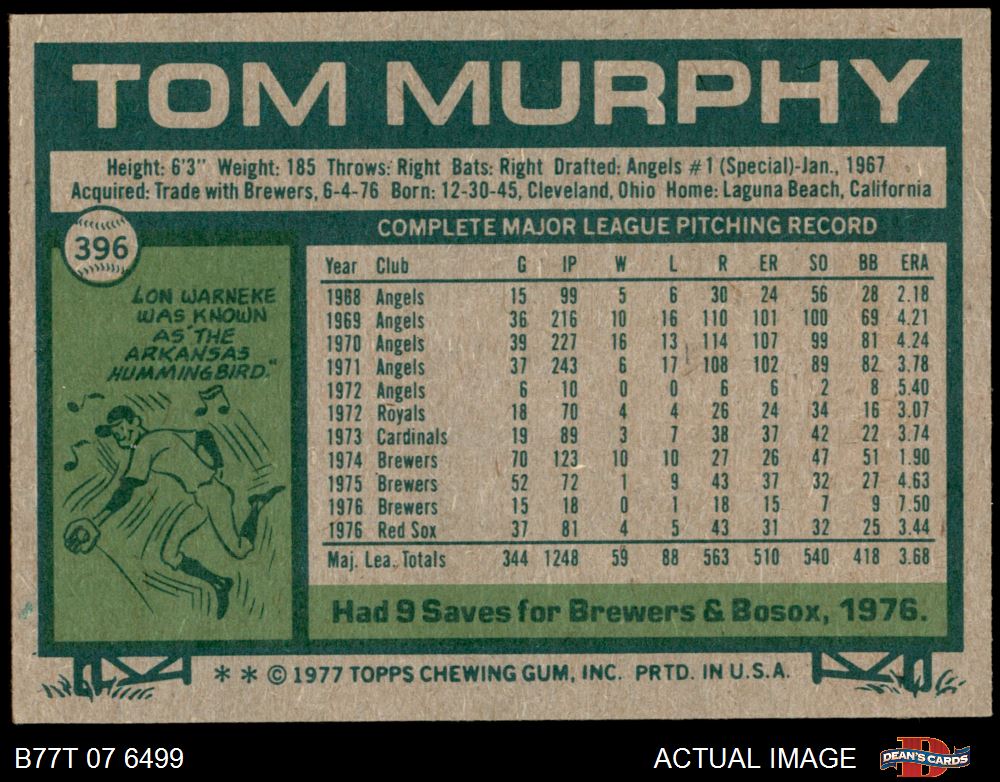 TOM MURPHY
Height: 6'3" Weight: 185 Throws: Right Bats: Right Drafted: Angels #1 (Special)-Jan., 1967
Acquired: Trade with Brewers, 6-4-76 Born: 12-30-45, Cleveland, Ohio Home: Laguna Beach, California
396
LON WARNEKE
WAS KNOWN
AS "THE
ARKANSAS
HUMMINGBIRD."
COMPLETE MAJOR LEAGUE PITCHING RECORD
Year Club G IP W L R ER SO BB ERA
1968 Angels 15 99 5 6 30 24 56 28 2.18
1969 Angels 36 216 10 16 110 101 100 69 4.21
1970 Angels 39 227 16 13 114 107 99 81 4.24
1971 Angels 37 243 6 17 108 102 89 82 3.78
1972 Angels 6 10 0 0 6 6 2 8 5.40
1972 Royals 18 70 4 4 26 24 34 16 3.07
1973 Cardinals 19 89 3 7 38 37 42 22 3.74
1974 Brewers 70 123 10 10 27 26 47 51 1.90
1975 Brewers 52 72 1 9 43 37 32 27 4.63
1976 Brewers 15 18 0 1 18 15 7 9 7.50
1976 Red Sox 37 81 4 5 43 31 32 25 3.44
Maj. Lea. Totals 344 1248 59 88 563 510 540 418 3.68
Had 9 Saves for Brewers & Bosox, 1976.
* * © 1977 TOPPS CHEWING GUM, INC. PRTD. IN U.S.A.
B77T 07 6499
ACTUAL IMAGE
DEAN'S CARDS